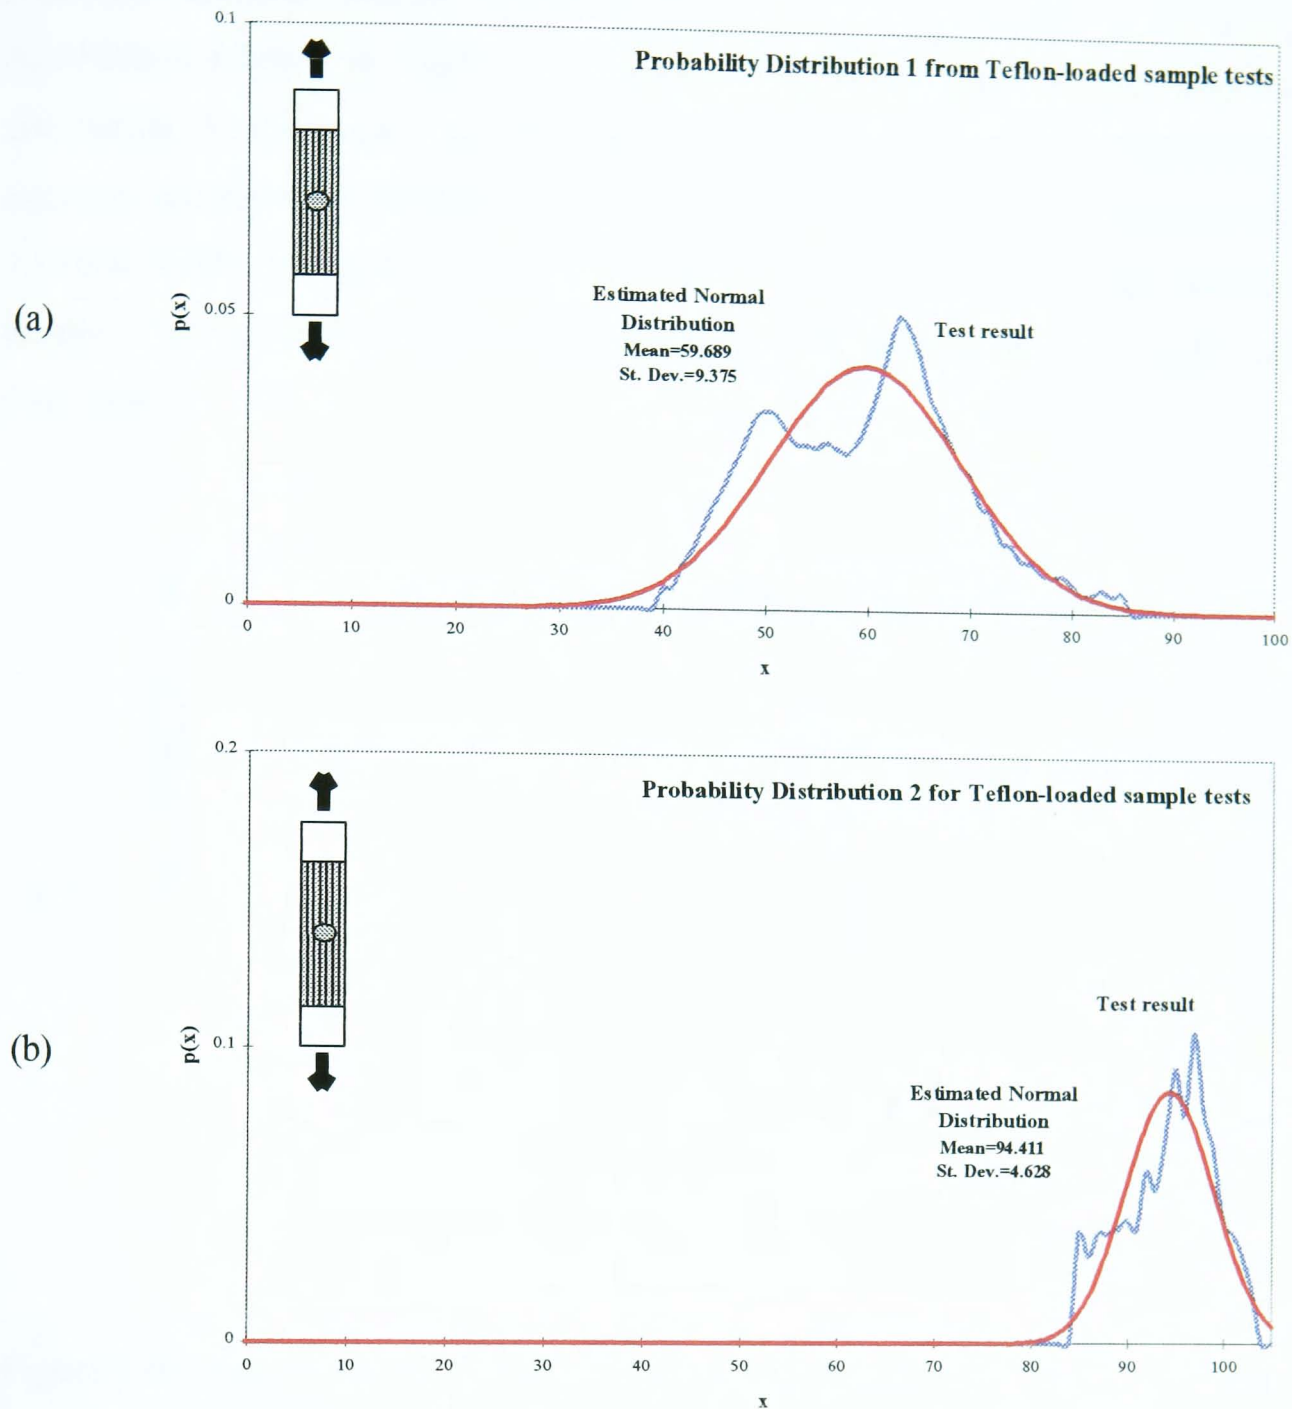 (a)
0.1
Probability Distribution 1 from Teflon-loaded sample tests
p(x)
0.05
Estimated Normal
Distribution
Mean=59.689
St. Dev.=9.375
Test result
0
0 10 20 30 40 50 60 70 80 90 100
x
(b)
0.2
Probability Distribution 2 for Teflon-loaded sample tests
p(x)
0.1
Test result
Estimated Normal
Distribution
Mean=94.411
St. Dev.=4.628
0
0 10 20 30 40 50 60 70 80 90 100
x